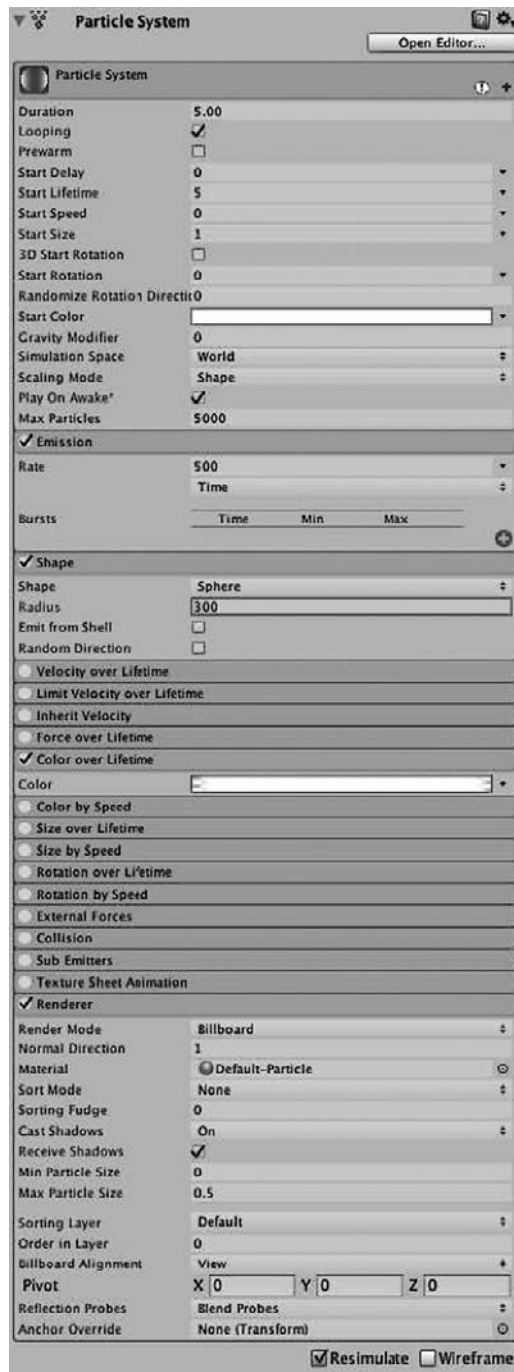 Particle System
Open Editor...
Particle System
Duration 5.00
Looping
Prewarm
Start Delay 0
Start Lifetime 5
Start Speed 0
Start Size 1
3D Start Rotation
Start Rotation 0
Randomize Rotation Directic 0
Start Color
Gravity Modifier 0
Simulation Space World
Scaling Mode Shape
Play On Awake*
Max Particles 5000
Emission
Rate 500
Time
Bursts Time Min Max
Shape
Shape Sphere
Radius 300
Emit from Shell
Random Direction
Velocity over Lifetime
Limit Velocity over Lifetime
Inherit Velocity
Force over Lifetime
Color over Lifetime
Color
Color by Speed
Size over Lifetime
Size by Speed
Rotation over Lifetime
Rotation by Speed
External Forces
Collision
Sub Emitters
Texture Sheet Animation
Renderer
Render Mode Billboard
Normal Direction 1
Material Default-Particle
Sort Mode None
Sorting Fudge 0
Cast Shadows On
Receive Shadows
Min Particle Size 0
Max Particle Size 0.5
Sorting Layer Default
Order in Layer 0
Billboard Alignment View
Pivot X 0 Y 0 Z 0
Reflection Probes Blend Probes
Anchor Override None (Transform)
Resimulate Wireframe